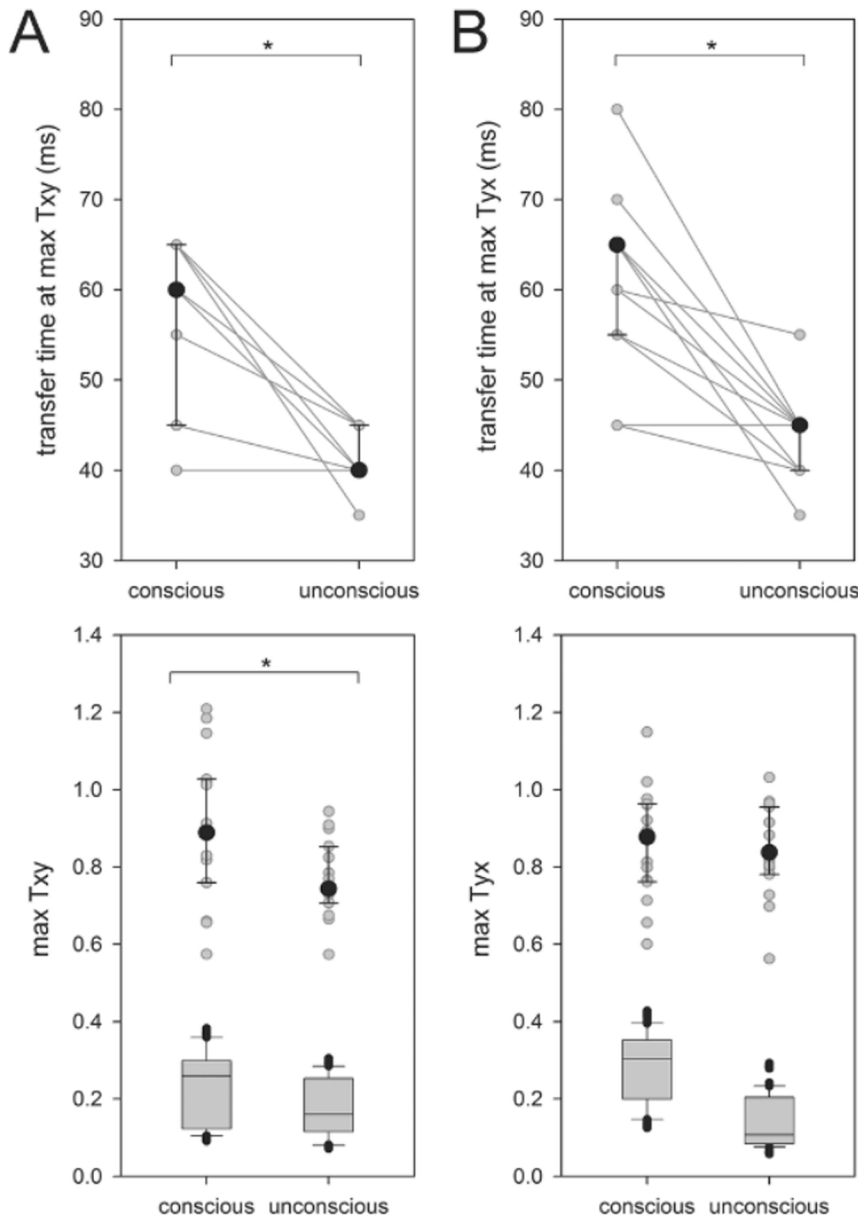 A
B
transfer time at max Txy (ms)
90
80
70
60
50
40
30
*
conscious
unconscious
transfer time at max Tyx (ms)
90
80
70
60
50
40
30
*
conscious
unconscious
max Txy
1.4
1.2
1.0
0.8
0.6
0.4
0.2
0.0
*
conscious
unconscious
max Tyx
1.4
1.2
1.0
0.8
0.6
0.4
0.2
0.0
conscious
unconscious